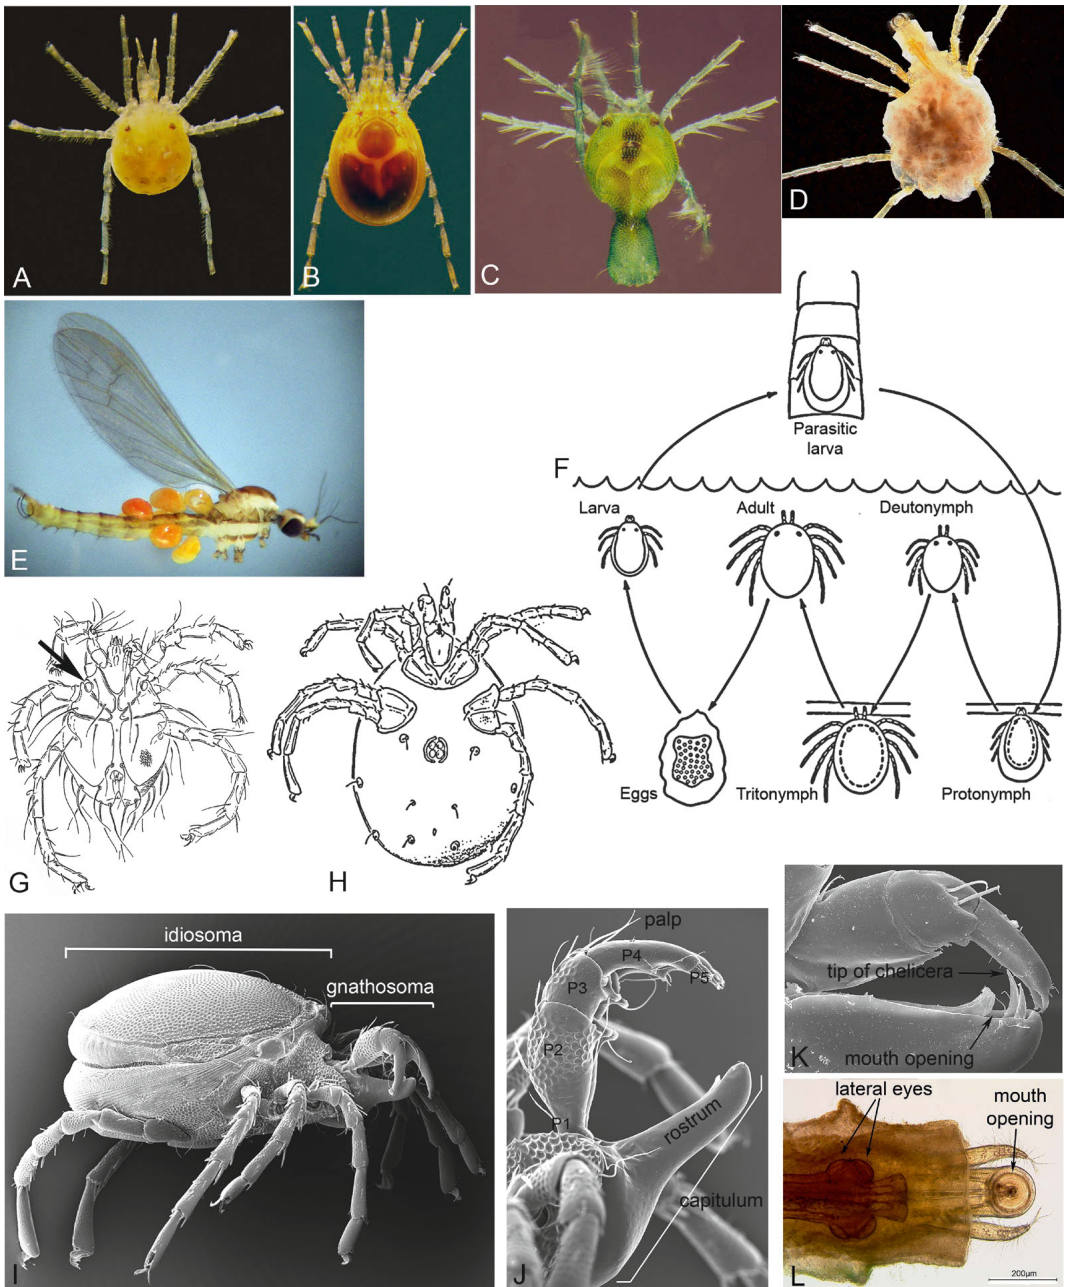 A
B
C
D
E
F
Parasitic
larva
Larva
Adult
Deutonymph
Eggs
Tritonymph
Protonymph
G
H
idiosoma
gnathosoma
I
palp
P4
P5
P3
P2
P1
rostrum
capitulum
J
tip of chelicera
mouth opening
K
lateral eyes
mouth
opening
200µm
L